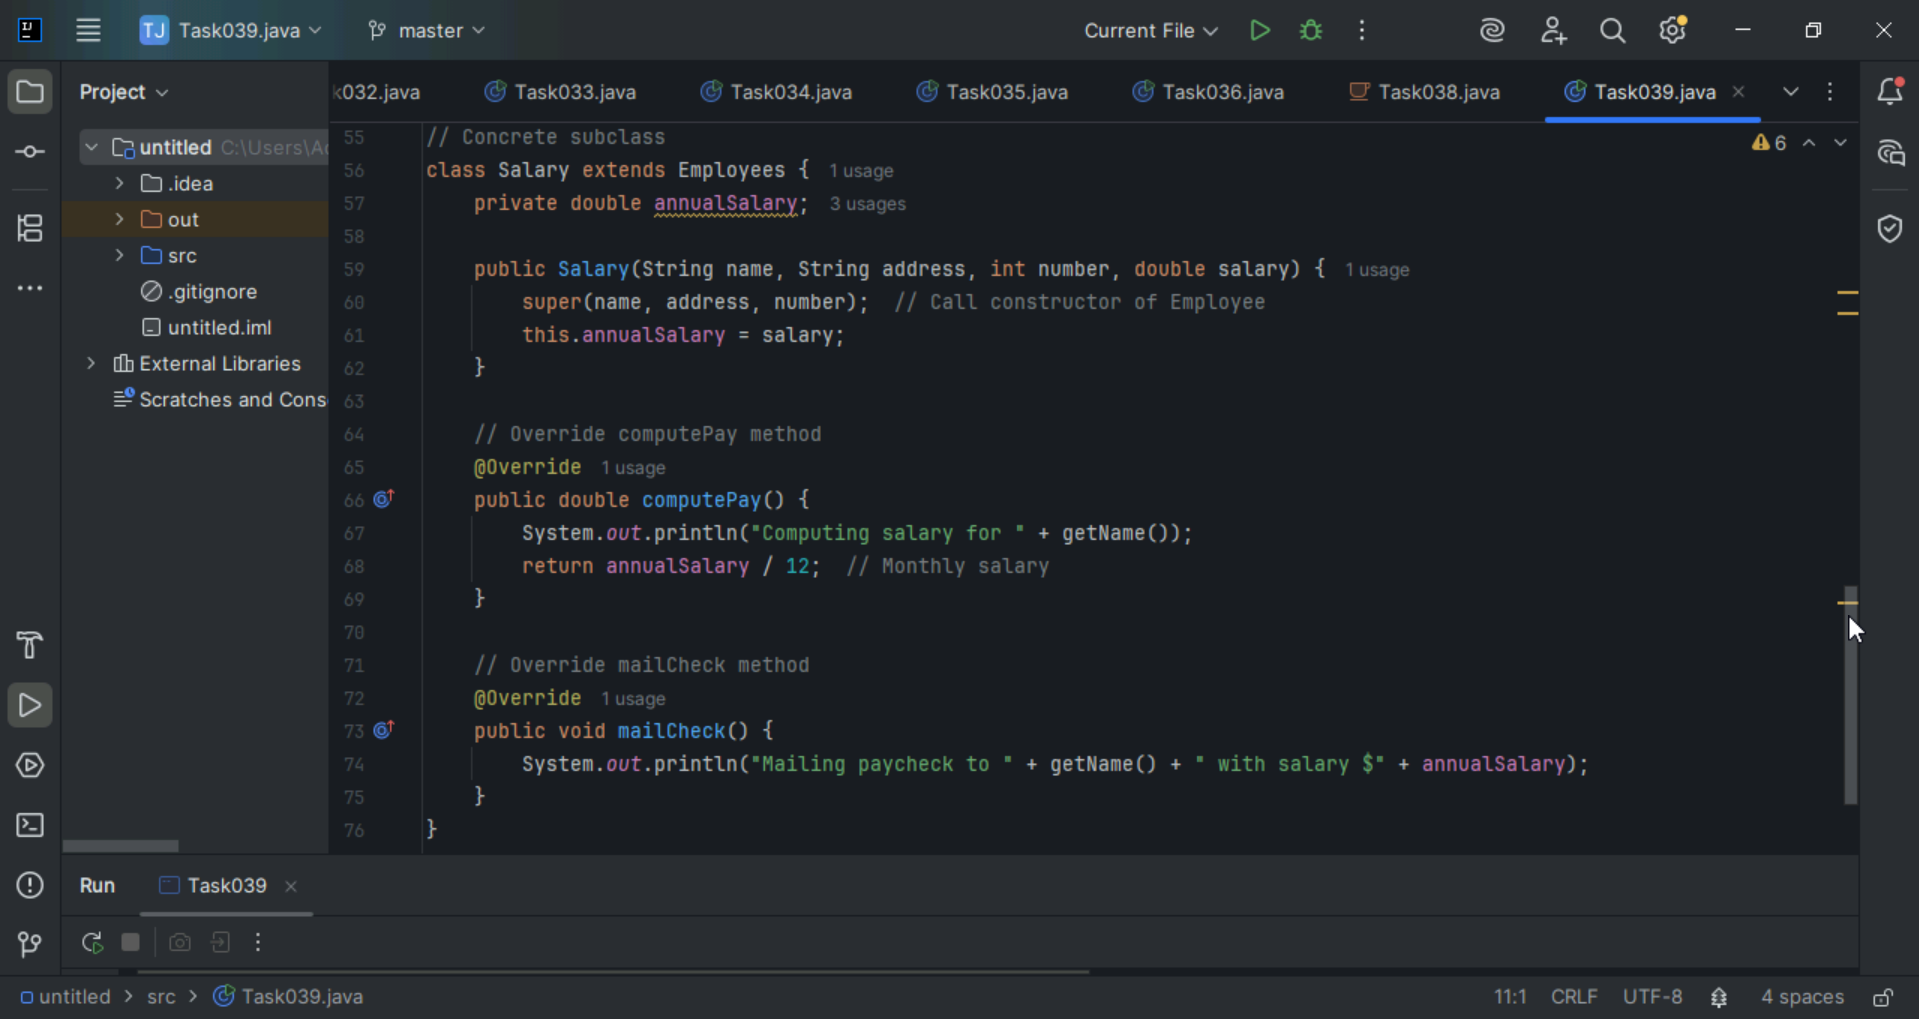 TJ Task039.java master Current File
Project
k032.java Task033.java Task034.java Task035.java Task036.java Task038.java Task039.java
untitled C:\Users\Ad
.idea
out
src
.gitignore
untitled.iml
External Libraries
Scratches and Cons
6
55 // Concrete subclass
56 class Salary extends Employees { 1 usage
57 private double annualSalary; 3 usages
58
59 public Salary(String name, String address, int number, double salary) { 1 usage
60 super(name, address, number); // Call constructor of Employee
61 this.annualSalary = salary;
62 }
63
64 // Override computePay method
65 @Override 1 usage
66 public double computePay() {
67 System.out.println("Computing salary for " + getName());
68 return annualSalary / 12; // Monthly salary
69 }
70
71 // Override mailCheck method
72 @Override 1 usage
73 public void mailCheck() {
74 System.out.println("Mailing paycheck to " + getName() + " with salary $" + annualSalary);
75 }
76 }
Run Task039
untitled > src > Task039.java 11:1 CRLF UTF-8 4 spaces